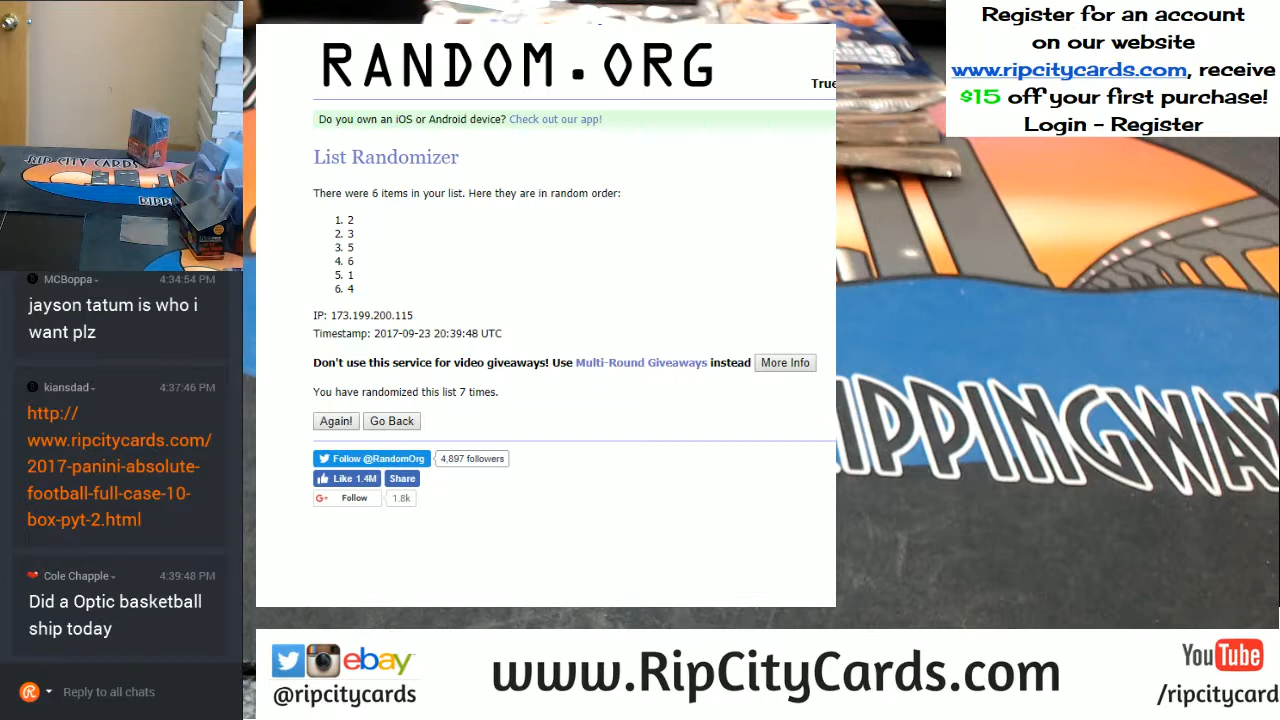 RANDOM.ORG
True
Do you own an iOS or Android device? Check out our app!
List Randomizer
There were 6 items in your list. Here they are in random order:
1. 2
2. 3
3. 5
4. 6
5. 1
6. 4
IP: 173.199.200.115
Timestamp: 2017-09-23 20:39:48 UTC
Don't use this service for video giveaways! Use Multi-Round Giveaways instead More Info
You have randomized this list 7 times.
Again! Go Back
Follow @RandomOrg 4,897 followers
Like 1.4M Share
G+ Follow 1.8k
Register for an account
on our website
www.ripcitycards.com, receive
$15 off your first purchase!
Login - Register
RIP CITY CARDS
RIPPI
MCBoppa 4:34:54 PM
jayson tatum is who i
want plz
kiansdad 4:37:46 PM
http://
www.ripcitycards.com/
2017-panini-absolute-
football-full-case-10-
box-pyt-2.html
Cole Chapple 4:39:48 PM
Did a Optic basketball
ship today
Reply to all chats
IPPINGWAY
ebay
@ripcitycards
www.RipCityCards.com
YouTube
/ripcitycard